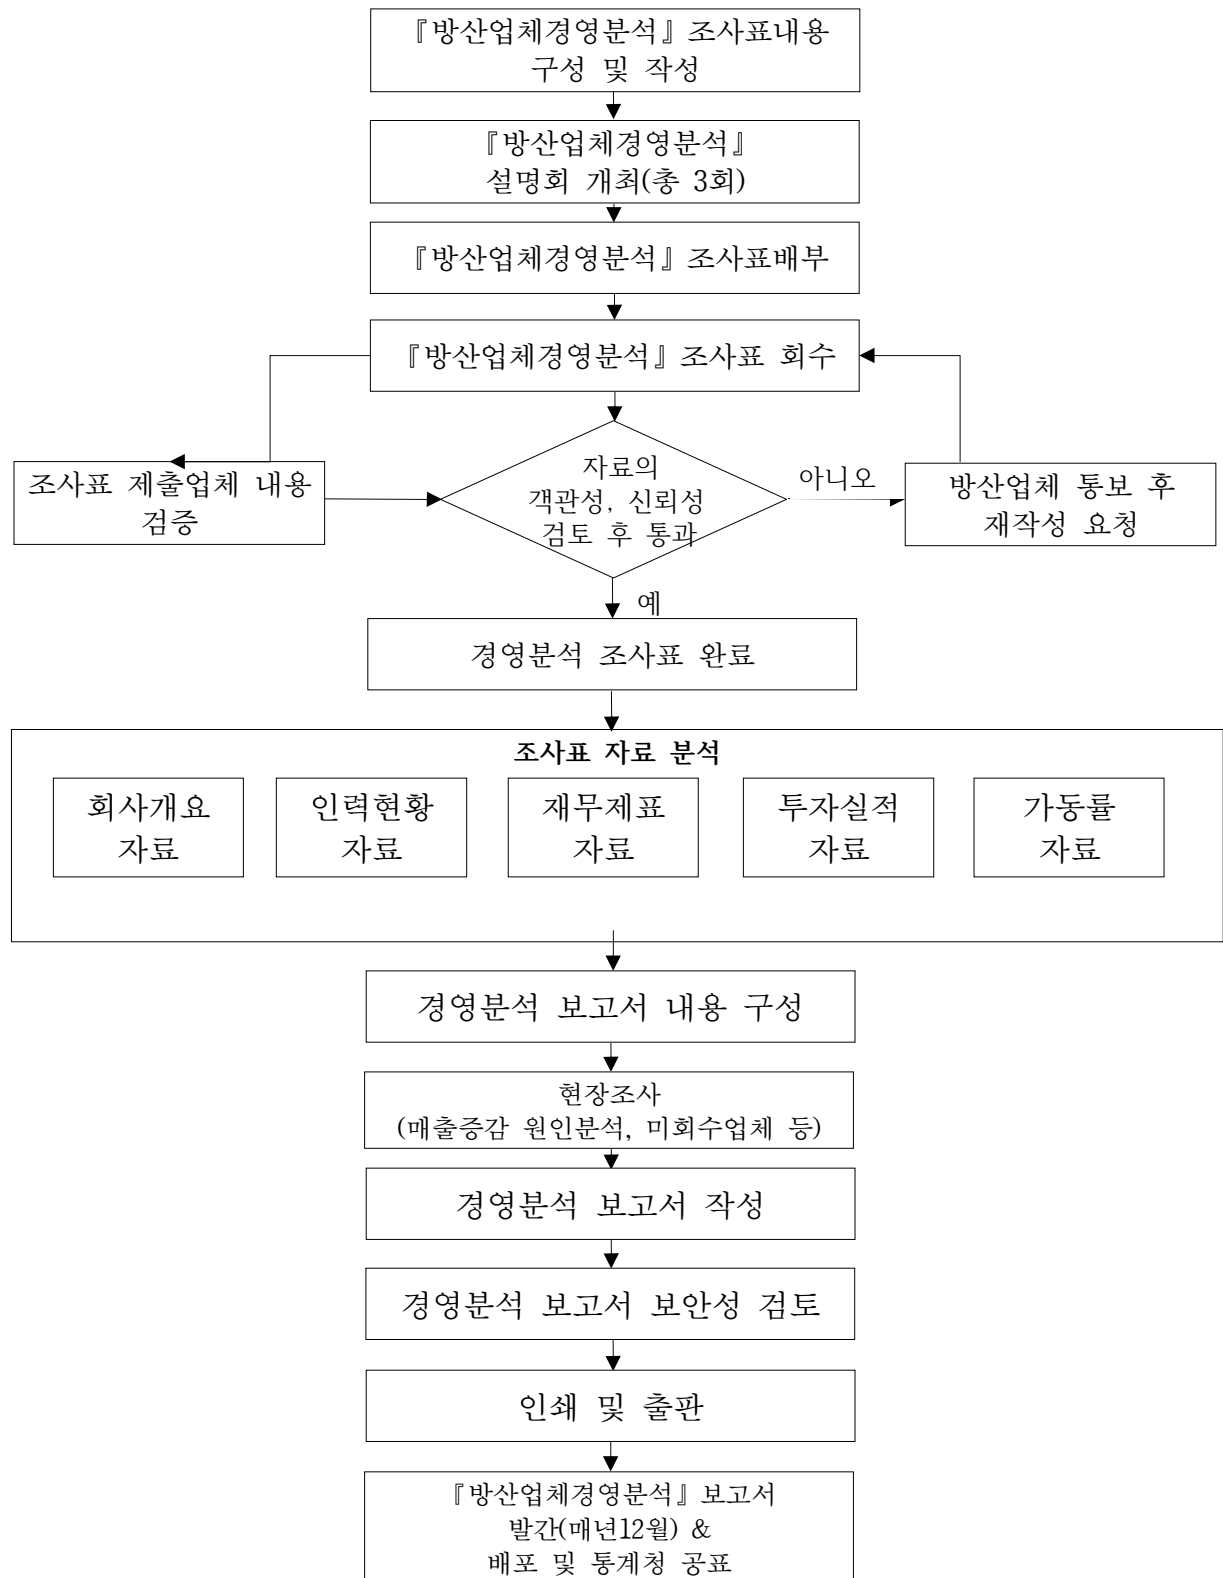 『방산업체경영분석』 조사표내용
구성 및 작성
『방산업체경영분석』
설명회 개최(총 3회)
『방산업체경영분석』 조사표배부
『방산업체경영분석』 조사표 회수
조사표 제출업체 내용
검증
자료의
객관성, 신뢰성
검토 후 통과
아니오
방산업체 통보 후
재작성 요청
예
경영분석 조사표 완료
조사표 자료 분석
회사개요
자료
인력현황
자료
재무제표
자료
투자실적
자료
가동률
자료
경영분석 보고서 내용 구성
현장조사
(매출증감 원인분석, 미회수업체 등)
경영분석 보고서 작성
경영분석 보고서 보안성 검토
인쇄 및 출판
『방산업체경영분석』 보고서
발간(매년12월) &
배포 및 통계청 공표